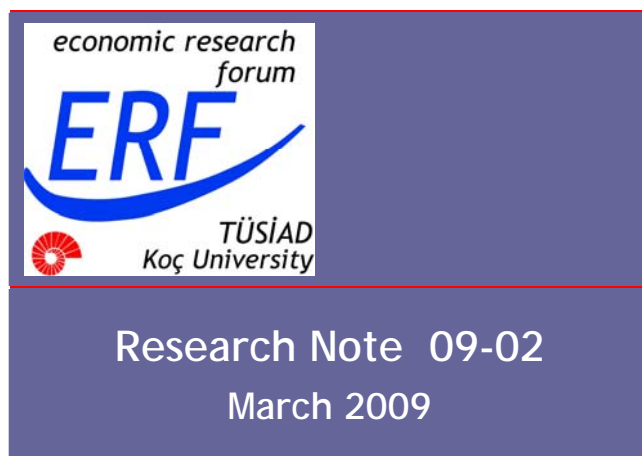 economic research
forum
ERF
TÜSİAD
Koç University
Research Note 09-02
March 2009